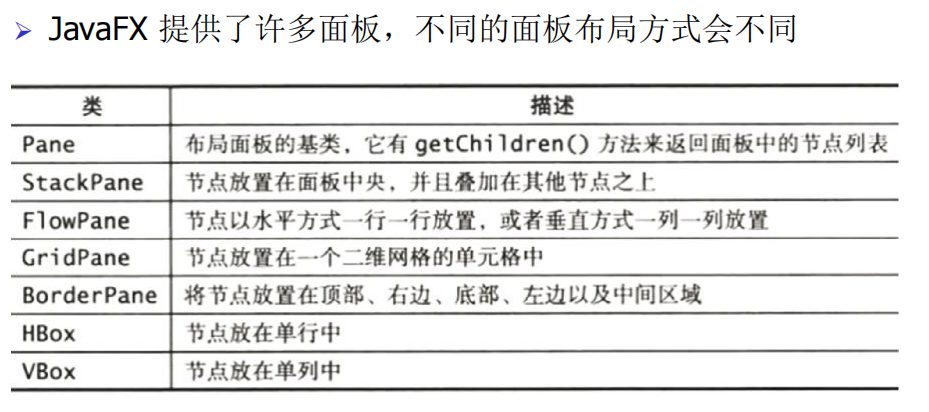 ➢ JavaFX 提供了许多面板，不同的面板布局方式会不同
类 描述
Pane 布局面板的基类，它有 getChildren() 方法来返回面板中的节点列表
StackPane 节点放置在面板中央，并且叠加在其他节点之上
FlowPane 节点以水平方式一行一行放置，或者垂直方式一列一列放置
GridPane 节点放置在一个二维网格的单元格中
BorderPane 将节点放置在顶部、右边、底部、左边以及中间区域
HBox 节点放在单行中
VBox 节点放在单列中